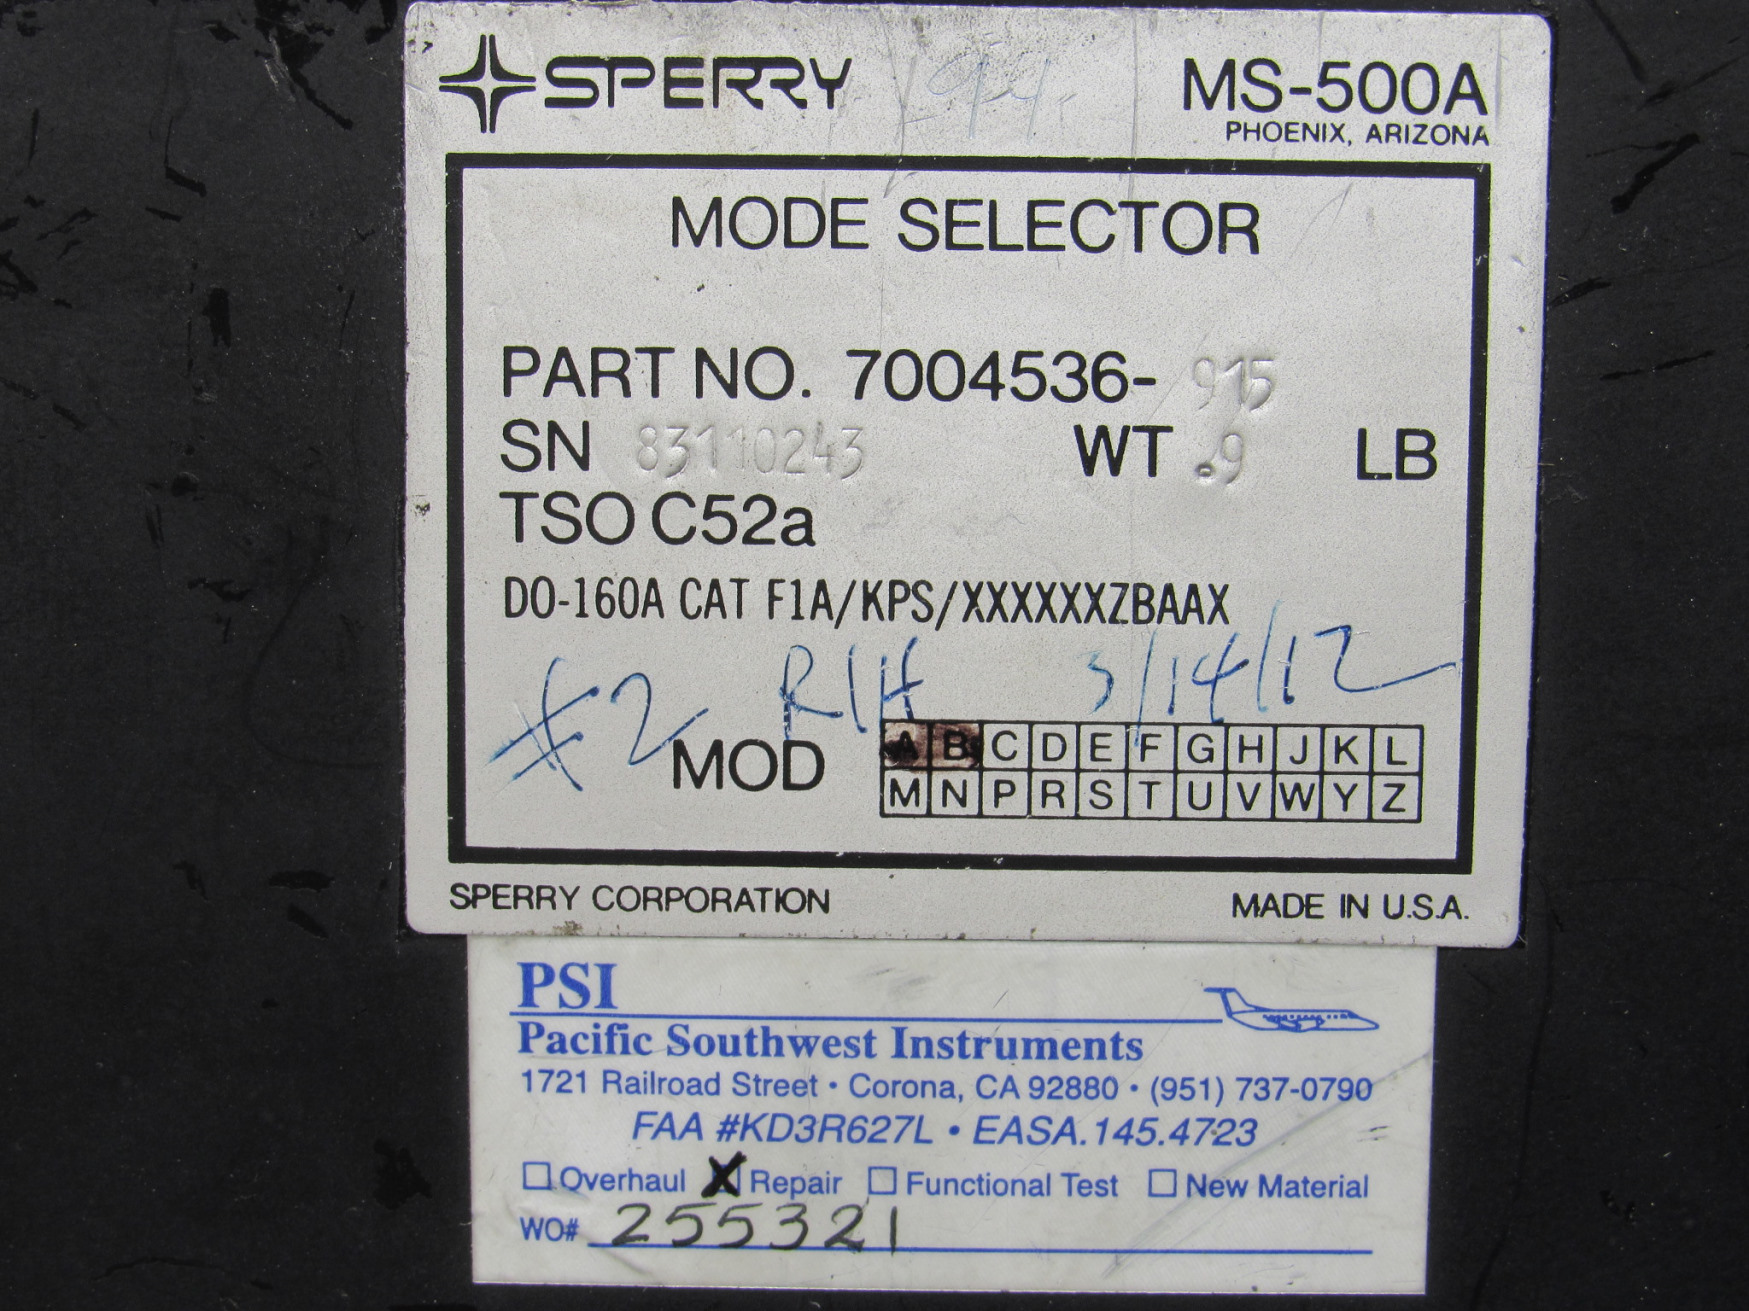 SPERRY MS-500A
PHOENIX, ARIZONA
MODE SELECTOR
PART NO. 7004536- 915
SN 83110243 WT .9 LB
TSO C52a
DO-160A CAT F1A/KPS/XXXXXXZBAAX
#2 R/H 3/14/12
MOD A B C D E F G H J K L
M N P R S T U V W Y Z
SPERRY CORPORATION MADE IN U.S.A.
PSI
Pacific Southwest Instruments
1721 Railroad Street • Corona, CA 92880 • (951) 737-0790
FAA #KD3R627L • EASA.145.4723
Overhaul X Repair Functional Test New Material
WO# 255321